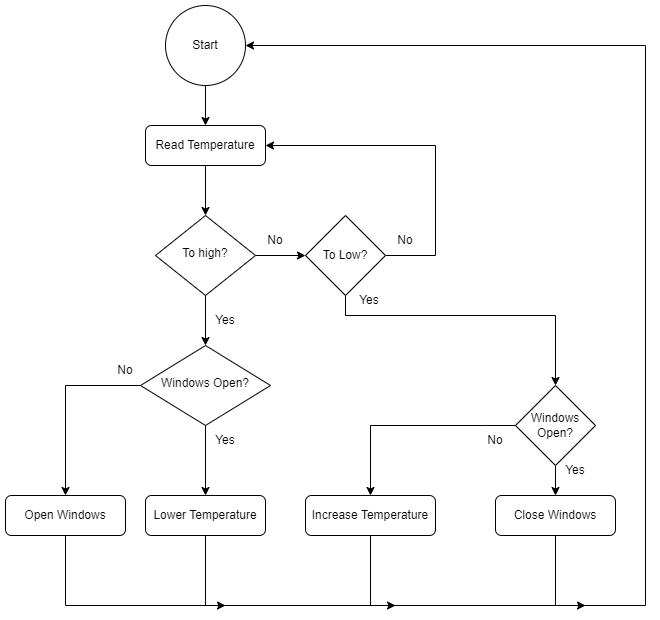 Start
Read Temperature
To high?
No
To Low?
No
Yes
Yes
No
Windows Open?
Yes
Windows
Open?
No
Yes
Open Windows
Lower Temperature
Increase Temperature
Close Windows